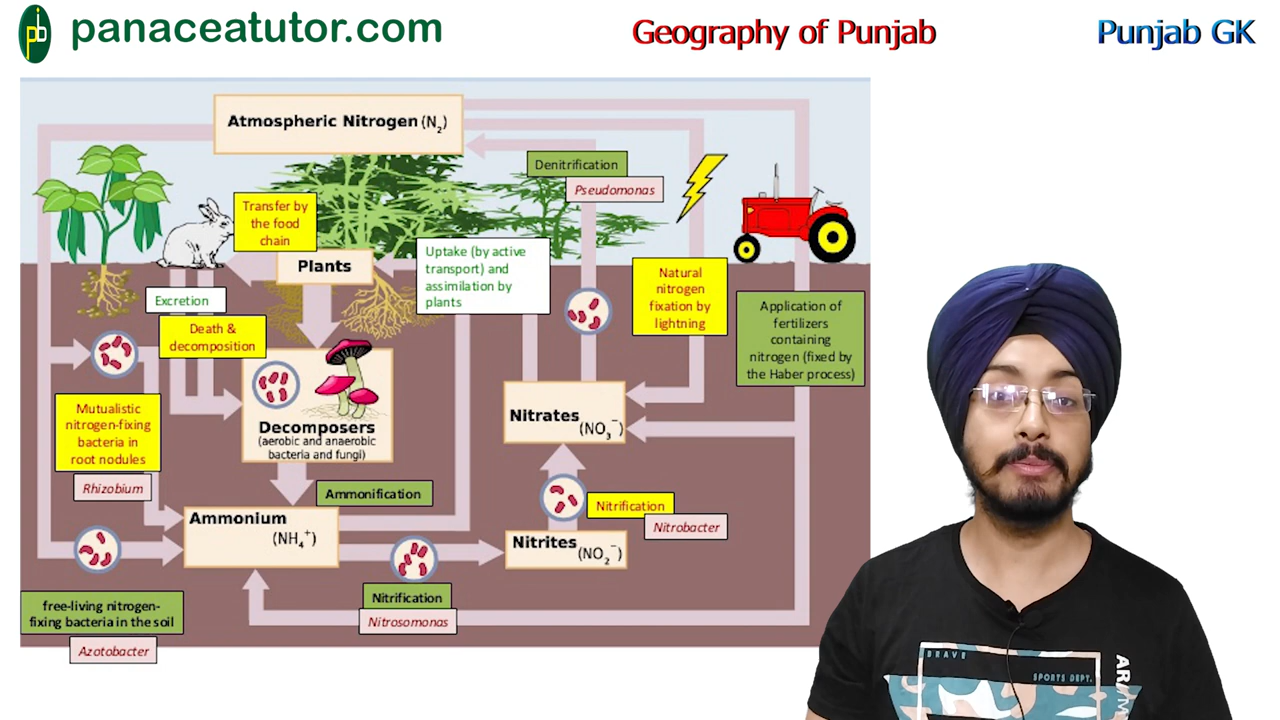 pb panaceatutor.com
Geography of Punjab
Punjab GK
Atmospheric Nitrogen (N₂)
Denitrification
Pseudomonas
Transfer by
the food
chain
Plants
Uptake (by active
transport) and
assimilation by
plants
Natural
nitrogen
fixation by
lightning
Application of
fertilizers
containing
nitrogen (fixed by
the Haber process)
Excretion
Death &
decomposition
Mutualistic
nitrogen-fixing
bacteria in
root nodules
Rhizobium
Decomposers
(aerobic and anaerobic
bacteria and fungi)
Nitrates
(NO₃⁻)
Ammonification
Ammonium
(NH₄⁺)
Nitrification
Nitrobacter
Nitrites (NO₂⁻)
Nitrification
Nitrosomonas
free-living nitrogen-
fixing bacteria in the soil
Azotobacter
BRAVE
SPORTS DEPT.